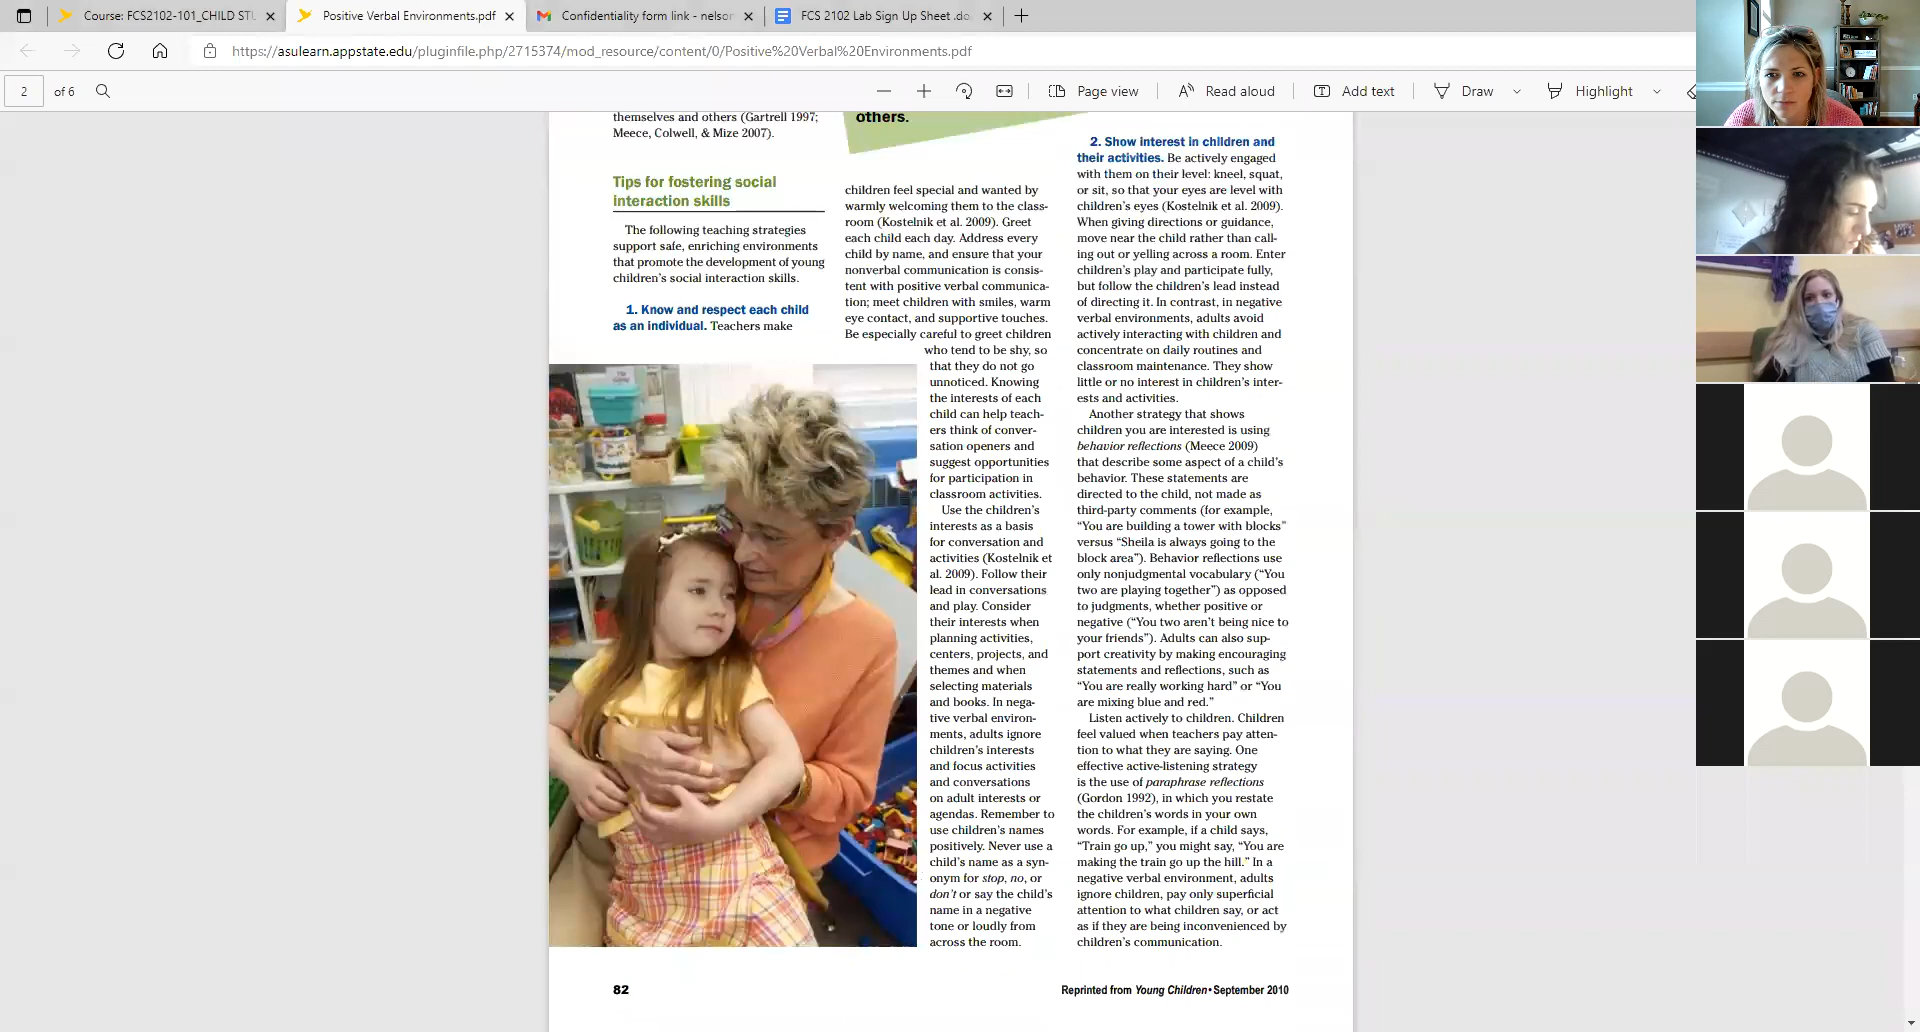 Course: FCS2102-101_CHILD STU
Positive Verbal Environments.pdf
Confidentiality form link - nelson
FCS 2102 Lab Sign Up Sheet .do
https://asulearn.appstate.edu/pluginfile.php/2715374/mod_resource/content/0/Positive%20Verbal%20Environments.pdf
2 of 6
Page view
Read aloud
Add text
Draw
Highlight
themselves and others (Gartrell 1997;
Meece, Colwell, & Mize 2007).
Tips for fostering social
interaction skills
The following teaching strategies
support safe, enriching environments
that promote the development of young
children's social interaction skills.
1. Know and respect each child
as an individual. Teachers make
others.
children feel special and wanted by
warmly welcoming them to the class-
room (Kostelnik et al. 2009). Greet
each child each day. Address every
child by name, and ensure that your
nonverbal communication is consis-
tent with positive verbal communica-
tion; meet children with smiles, warm
eye contact, and supportive touches.
Be especially careful to greet children
who tend to be shy, so
that they do not go
unnoticed. Knowing
the interests of each
child can help teach-
ers think of conver-
sation openers and
suggest opportunities
for participation in
classroom activities.
Use the children's
interests as a basis
for conversation and
activities (Kostelnik et
al. 2009). Follow their
lead in conversations
and play. Consider
their interests when
planning activities,
centers, projects, and
themes and when
selecting materials
and books. In nega-
tive verbal environ-
ments, adults ignore
children's interests
and focus activities
and conversations
on adult interests or
agendas. Remember to
use children's names
positively. Never use a
child's name as a syn-
onym for stop, no, or
don't or say the child's
name in a negative
tone or loudly from
across the room.
2. Show interest in children and
their activities. Be actively engaged
with them on their level: kneel, squat,
or sit, so that your eyes are level with
children's eyes (Kostelnik et al. 2009).
When giving directions or guidance,
move near the child rather than call-
ing out or yelling across a room. Enter
children's play and participate fully,
but follow the children's lead instead
of directing it. In contrast, in negative
verbal environments, adults avoid
actively interacting with children and
concentrate on daily routines and
classroom maintenance. They show
little or no interest in children's inter-
ests and activities.
Another strategy that shows
children you are interested is using
behavior reflections (Meece 2009)
that describe some aspect of a child's
behavior. These statements are
directed to the child, not made as
third-party comments (for example,
“You are building a tower with blocks”
versus “Sheila is always going to the
block area”). Behavior reflections use
only nonjudgmental vocabulary (“You
two are playing together”) as opposed
to judgments, whether positive or
negative (“You two aren't being nice to
your friends”). Adults can also sup-
port creativity by making encouraging
statements and reflections, such as
“You are really working hard” or “You
are mixing blue and red.”
Listen actively to children. Children
feel valued when teachers pay atten-
tion to what they are saying. One
effective active-listening strategy
is the use of paraphrase reflections
(Gordon 1992), in which you restate
the children's words in your own
words. For example, if a child says,
“Train go up,” you might say, “You are
making the train go up the hill.” In a
negative verbal environment, adults
ignore children, pay only superficial
attention to what children say, or act
as if they are being inconvenienced by
children's communication.
82
Reprinted from Young Children • September 2010